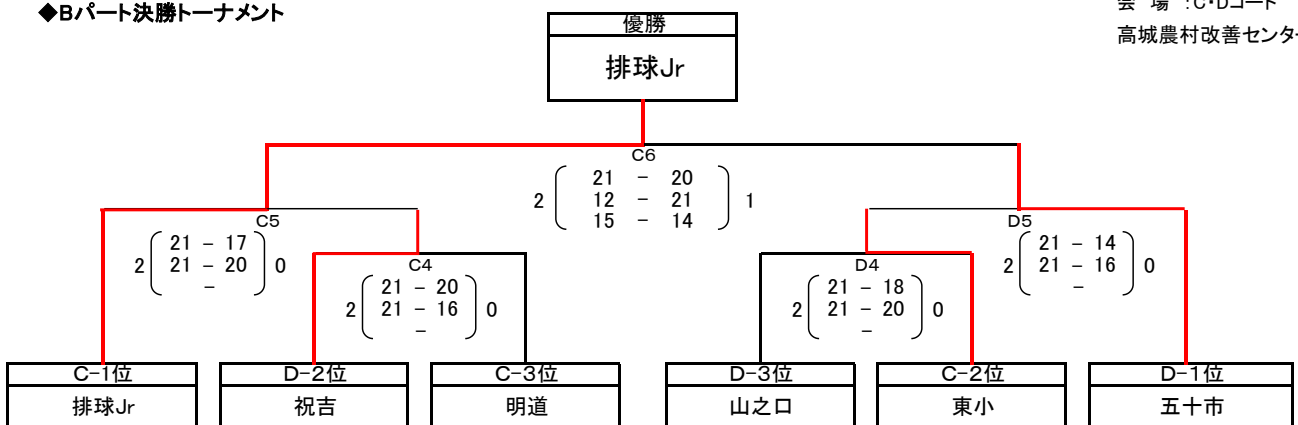 ◆Bパート決勝トーナメント
会 場 :C・Dコート
高城農村改善センター
優勝
排球Jr
C6
21 - 20
2 12 - 21 1
15 - 14
C5
21 - 17
2 21 - 20 0
-
D5
21 - 14
2 21 - 16 0
-
C4
21 - 20
2 21 - 16 0
-
D4
21 - 18
2 21 - 20 0
-
C-1位 D-2位 C-3位 D-3位 C-2位 D-1位
排球Jr 祝吉 明道 山之口 東小 五十市